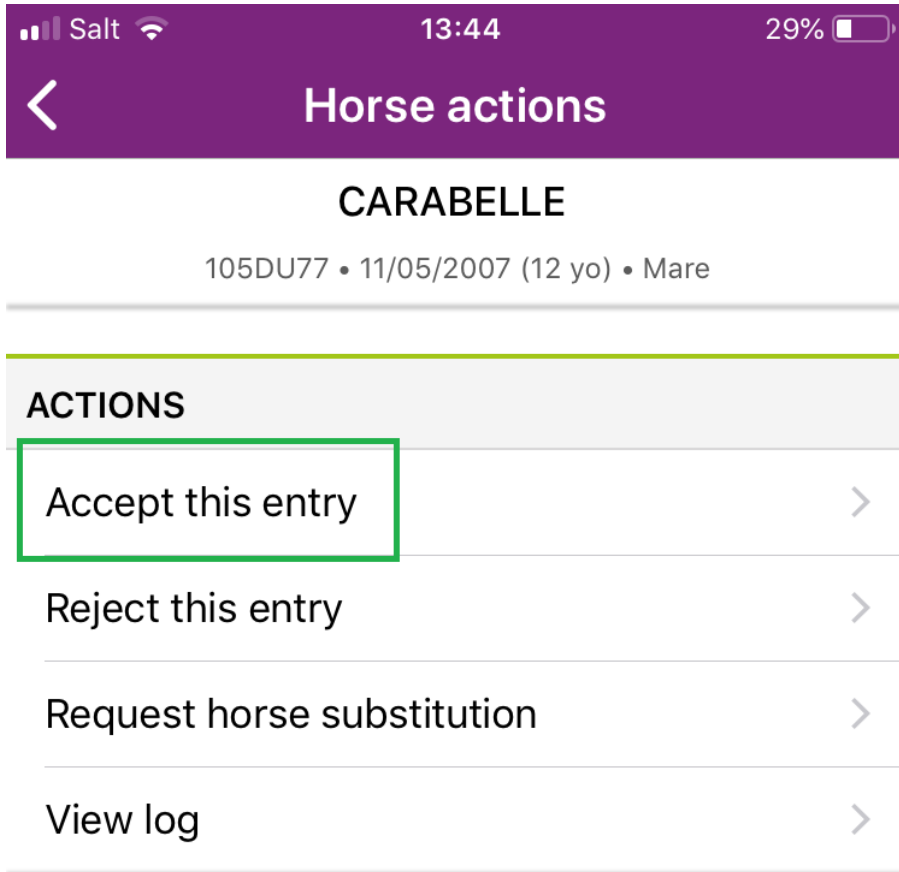 Salt 13:44 29%
Horse actions
CARABELLE
105DU77 • 11/05/2007 (12 yo) • Mare
ACTIONS
Accept this entry
Reject this entry
Request horse substitution
View log